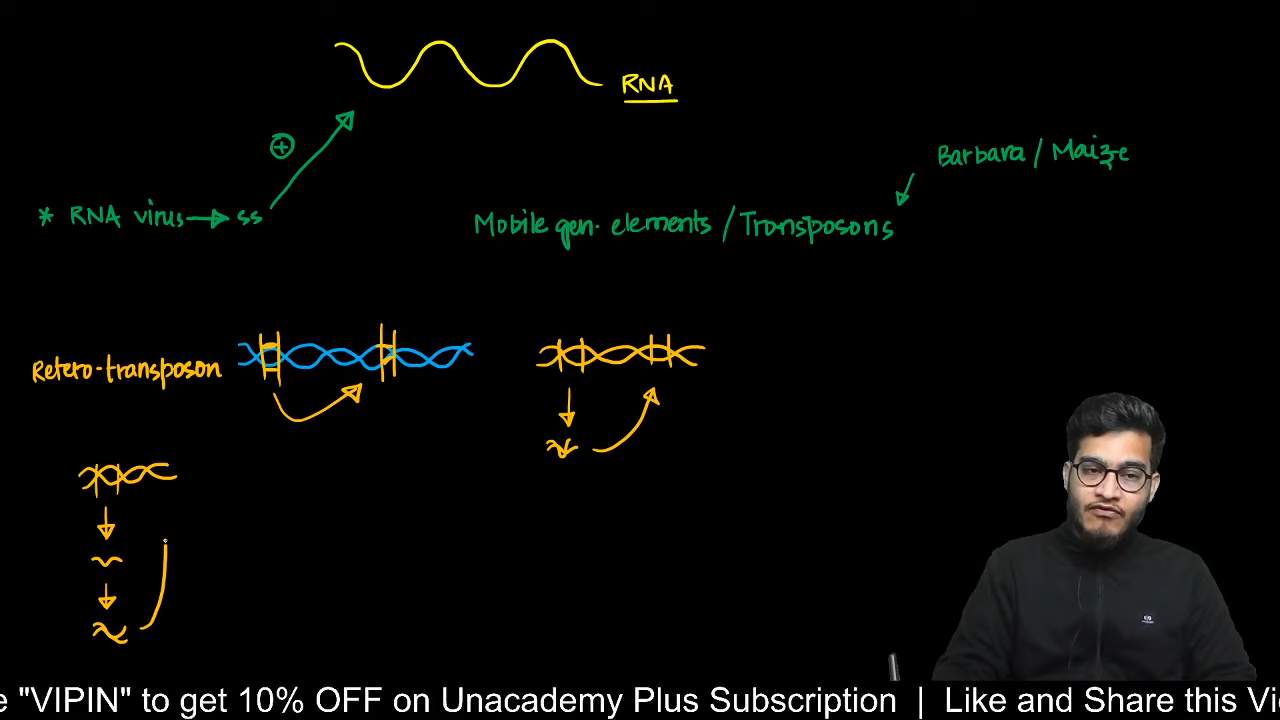 RNA
+
Barbara / Maize
* RNA virus → ss
Mobile gen. elements / Transposons
Retero-transposon
e "VIPIN" to get 10% OFF on Unacademy Plus Subscription | Like and Share this Vi